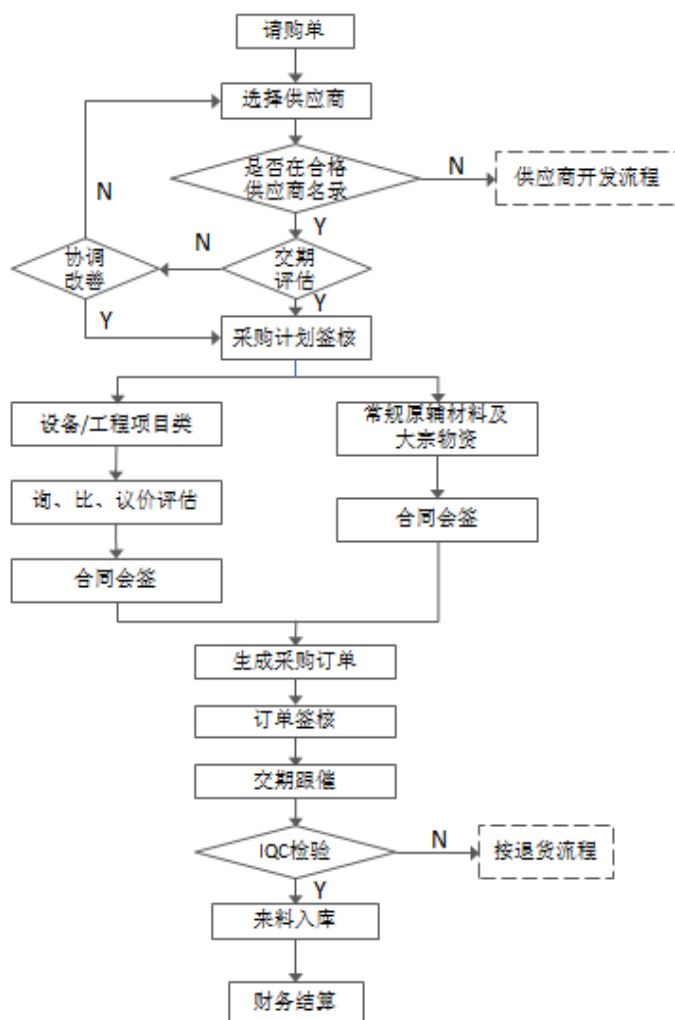 请购单
选择供应商
是否在合格
供应商名录
N
供应商开发流程
N
Y
N
协调
改善
交期
评估
Y
Y
采购计划签核
设备/工程项目类
常规原辅材料及
大宗物资
询、比、议价评估
合同会签
合同会签
生成采购订单
订单签核
交期跟催
IQC检验
N
按退货流程
Y
来料入库
财务结算